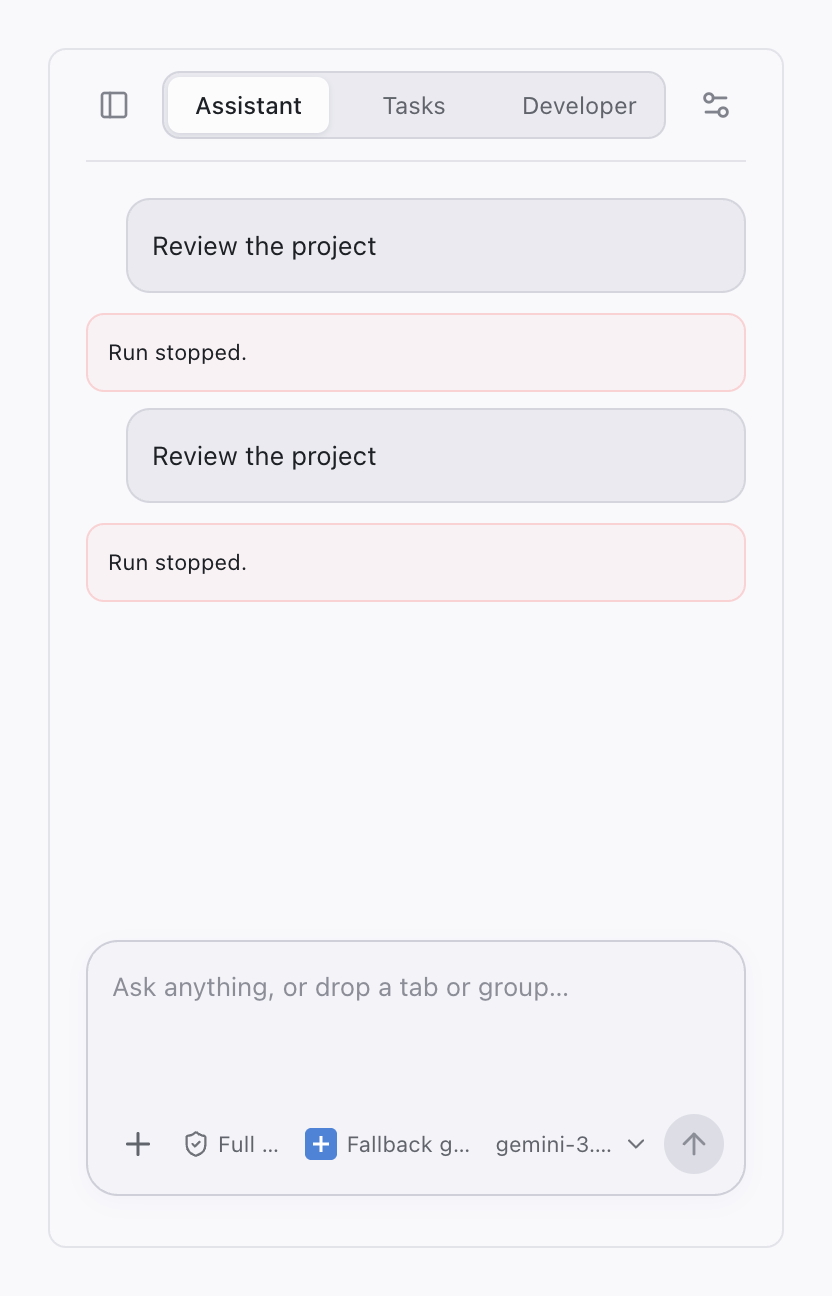 Assistant
Tasks
Developer
Review the project
Run stopped.
Review the project
Run stopped.
Ask anything, or drop a tab or group...
Full ...
Fallback g...
gemini-3....